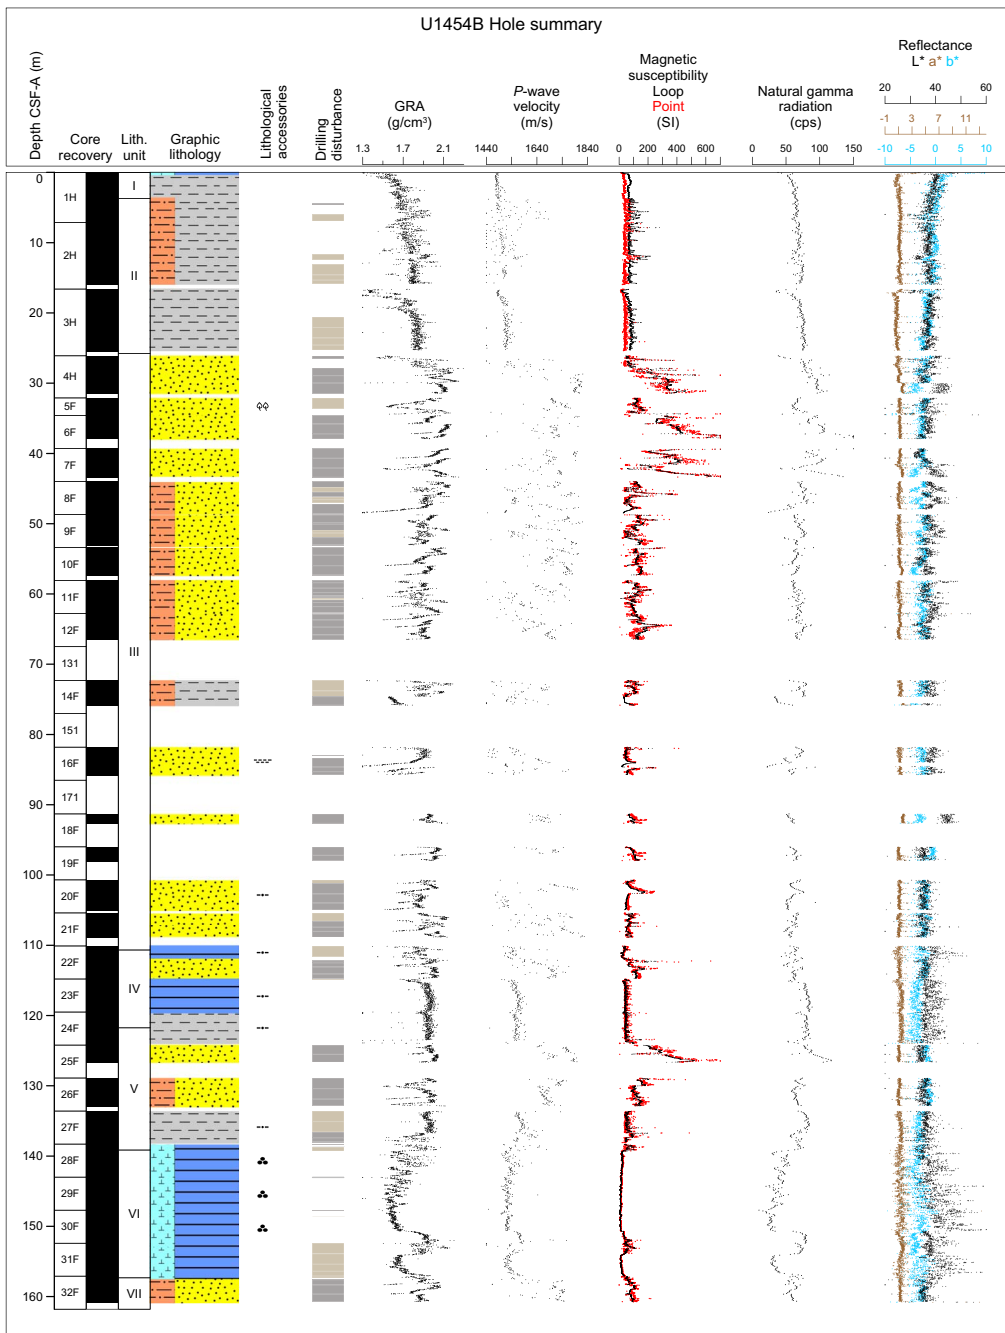 U1454B Hole summary
Depth CSF-A (m)
Core
recovery
Lith.
unit
Graphic
lithology
Lithological
accessories
Drilling
disturbance
GRA
(g/cm³)
1.3 1.7 2.1
P-wave
velocity
(m/s)
1440 1640 1840
Magnetic
susceptibility
Loop
Point
(SI)
0 200 400 600
Natural gamma
radiation
(cps)
0 50 100 150
Reflectance
L* a* b*
20 40 60
-1 3 7 11
-10 -5 0 5 10
0
10
20
30
40
50
60
70
80
90
100
110
120
130
140
150
160
1H
2H
3H
4H
5F
6F
7F
8F
9F
10F
11F
12F
131
14F
151
16F
171
18F
19F
20F
21F
22F
23F
24F
25F
26F
27F
28F
29F
30F
31F
32F
I
II
III
IV
V
VI
VII